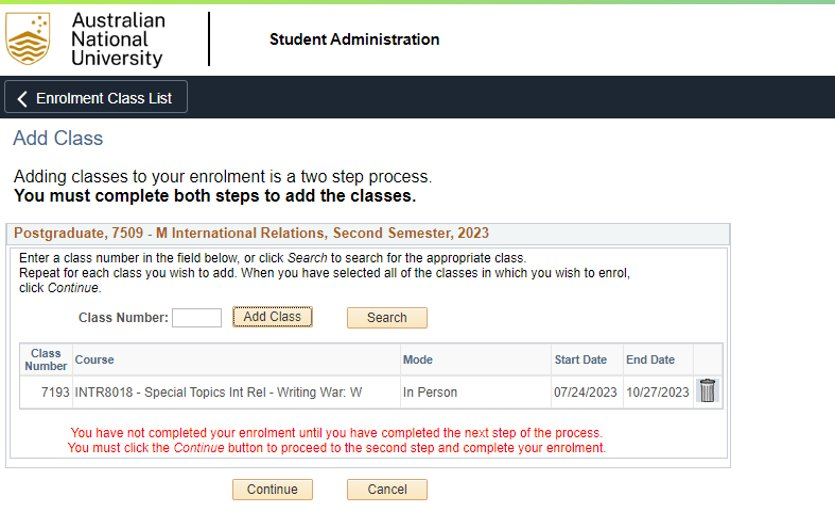 Australian
National
University
Student Administration
Enrolment Class List
Add Class
Adding classes to your enrolment is a two step process.
You must complete both steps to add the classes.
Postgraduate, 7509 - M International Relations, Second Semester, 2023
Enter a class number in the field below, or click Search to search for the appropriate class.
Repeat for each class you wish to add. When you have selected all of the classes in which you wish to enrol,
click Continue.
Class Number: Add Class Search
Class Number Course Mode Start Date End Date
7193 INTR8018 - Special Topics Int Rel - Writing War: W In Person 07/24/2023 10/27/2023
You have not completed your enrolment until you have completed the next step of the process.
You must click the Continue button to proceed to the second step and complete your enrolment.
Continue Cancel